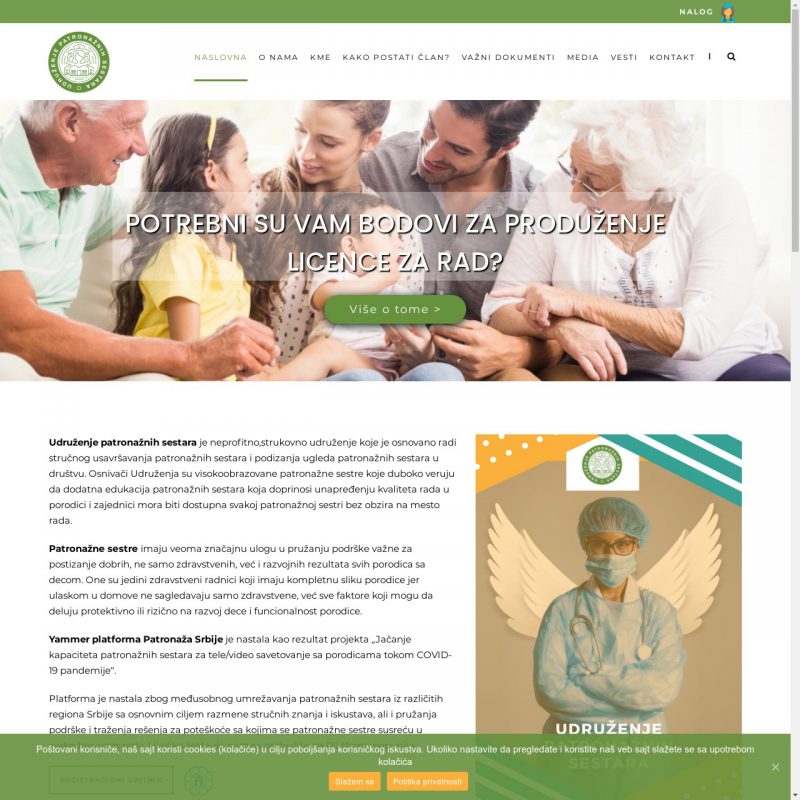 NALOG
UDRUŽENJE PATRONAŽNIH SESTARA
NASLOVNA O NAMA KME KAKO POSTATI ČLAN? VAŽNI DOKUMENTI MEDIA VESTI KONTAKT
POTREBNI SU VAM BODOVI ZA PRODUŽENJE
LICENCE ZA RAD?
Više o tome >
Udruženje patronažnih sestara je neprofitno,strukovno udruženje koje je osnovano radi
stručnog usavršavanja patronažnih sestara i podizanja ugleda patronažnih sestara u
društvu. Osnivači Udruženja su visokoobrazovane patronažne sestre koje duboko veruju
da dodatna edukacija patronažnih sestara koja doprinosi unapređenju kvaliteta rada u
porodici i zajednici mora biti dostupna svakoj patronažnoj sestri bez obzira na mesto
rada.
Patronažne sestre imaju veoma značajnu ulogu u pružanju podrške važne za
postizanje dobrih, ne samo zdravstvenih, već i razvojnih rezultata svih porodica sa
decom. One su jedini zdravstveni radnici koji imaju kompletnu sliku porodice jer
ulaskom u domove ne sagledavaju samo zdravstvene, već sve faktore koji mogu da
deluju protektivno ili rizično na razvoj dece i funcionalnost porodice.
Yammer platforma Patronaža Srbije je nastala kao rezultat projekta „Jačanje
kapaciteta patronažnih sestara za tele/video savetovanje sa porodicama tokom COVID-
19 pandemije“.
Platforma je nastala zbog međusobnog umrežavanja patronažnih sestara iz različitih
regiona Srbije sa osnovnim ciljem razmene stručnih znanja i iskustava, ali i pružanja
podrške i traženja rešenja za poteškoće sa kojima se patronažne sestre susreću u
UDRUŽENJE
SESTARA
Poštovani korisniče, naš sajt koristi cookies (kolačiće) u cilju poboljšanja korisničkog iskustva. Ukoliko nastavite da pregledate i koristite naš veb sajt slažete se sa upotrebom
kolačića
Slažem se Politika privatnosti
REGISTRACIONI UPITNIK